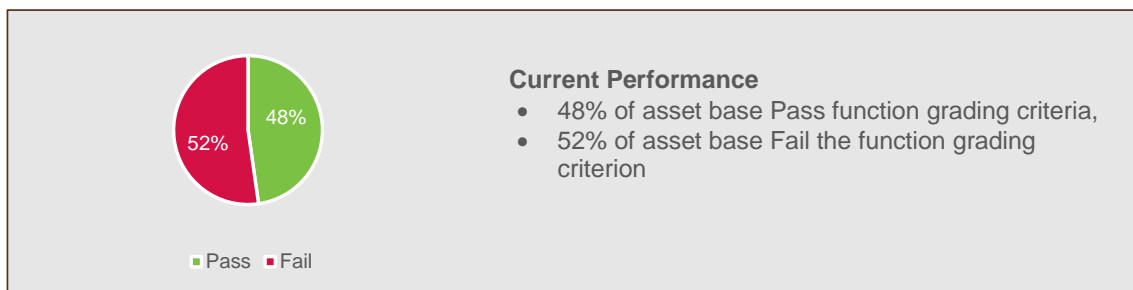 48%
52%
Pass Fail
Current Performance
• 48% of asset base Pass function grading criteria,
• 52% of asset base Fail the function grading
criterion